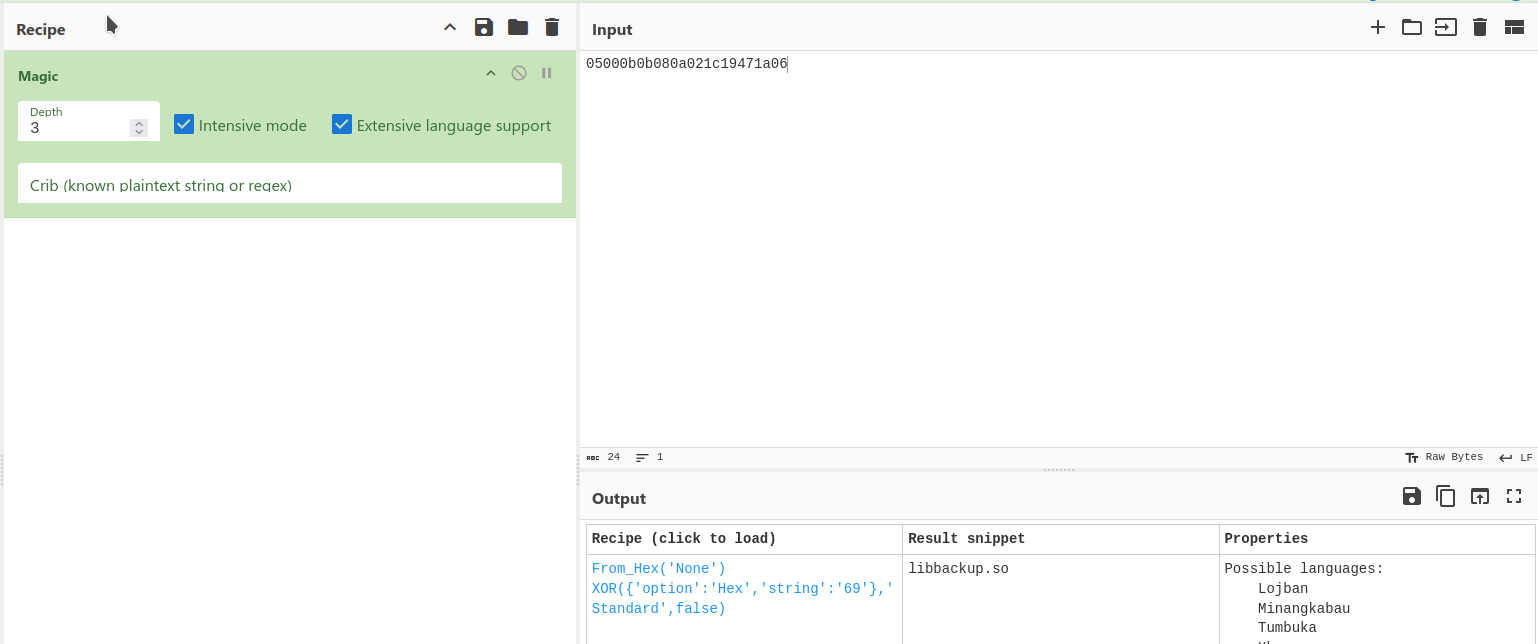 Recipe
Magic
Depth
3
Intensive mode
Extensive language support
Crib (known plaintext string or regex)
Input
05000b0b080a021c19471a06
ABC 24 1
Raw Bytes LF
Output
Recipe (click to load) Result snippet Properties
From_Hex('None') libbackup.so Possible languages:
XOR({'option':'Hex','string':'69'},' Lojban
Standard',false) Minangkabau
Tumbuka